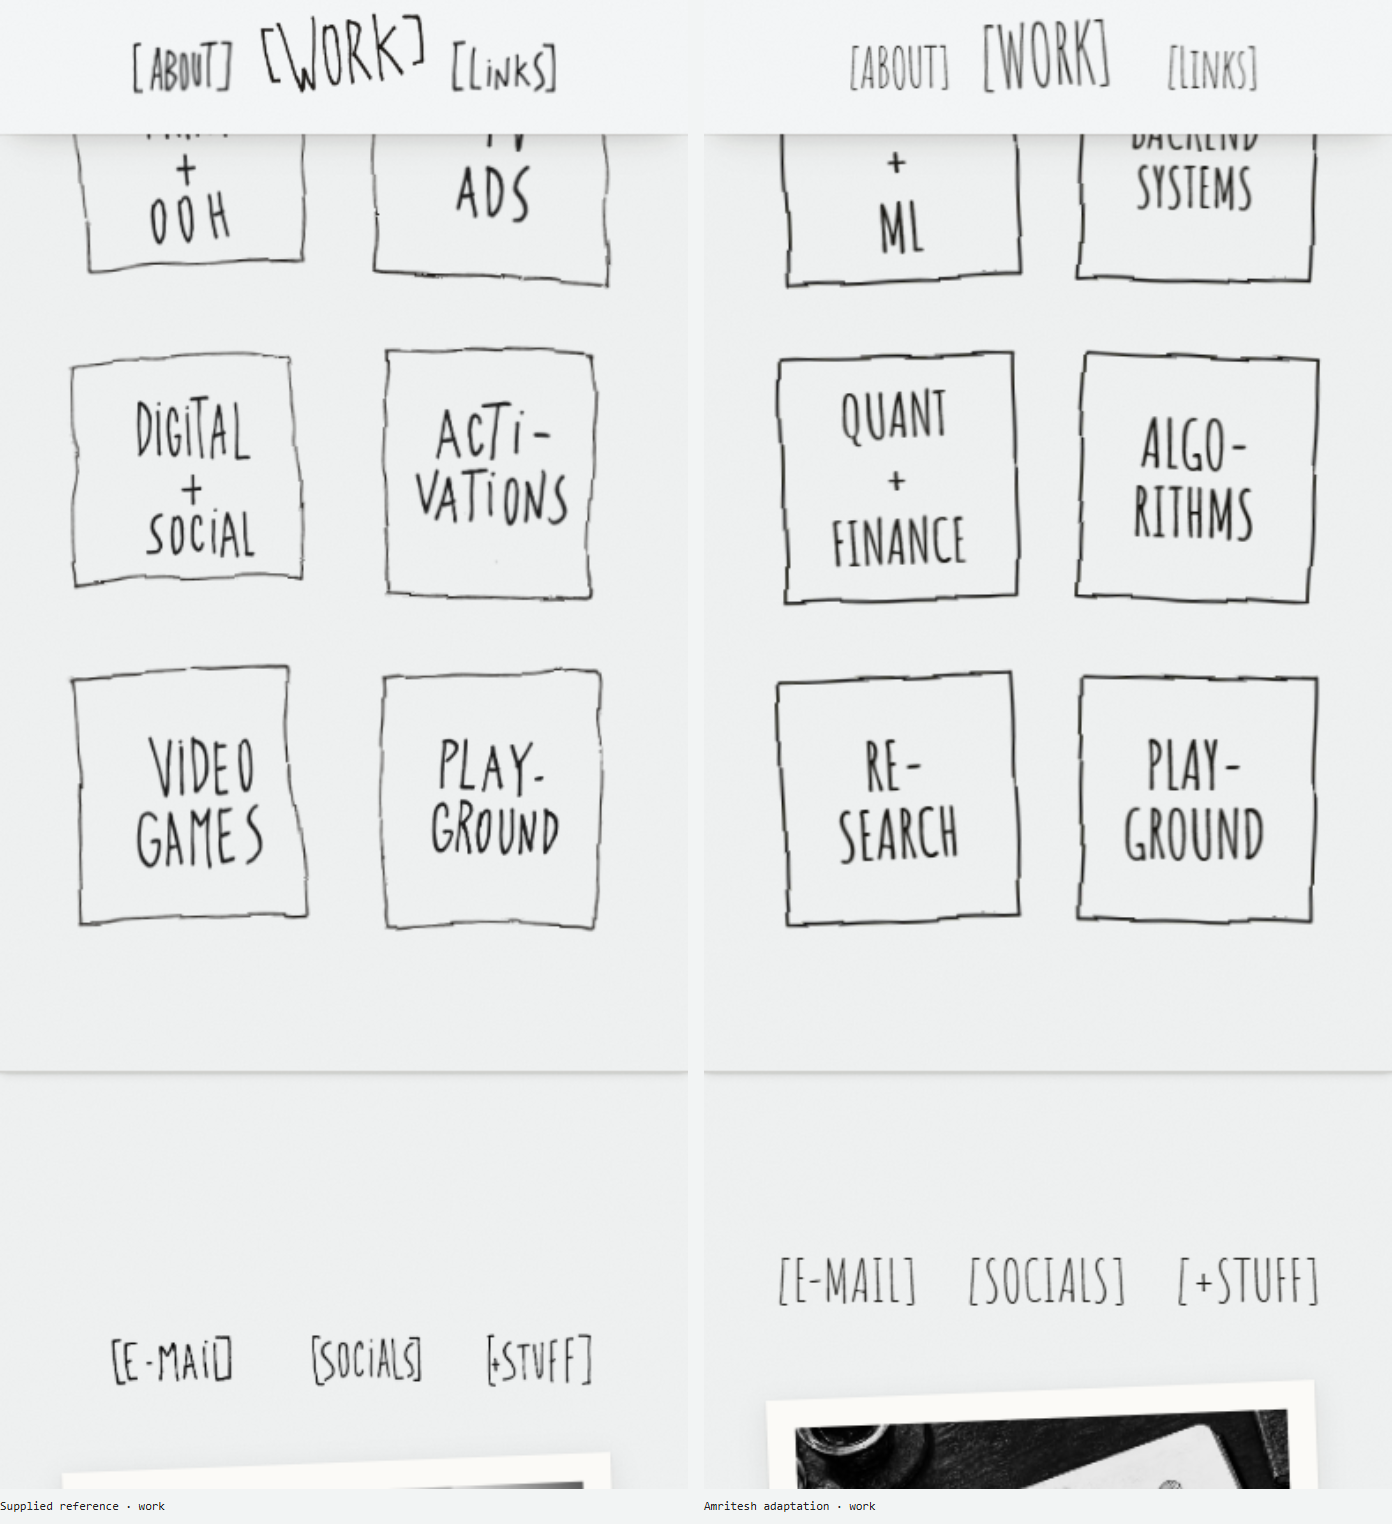 [ABOUT] [WORK] [LiNKS]
+
OOH
TV
ADS
DiGiTAL
+
SOCiAL
ACTi-
VATiONS
VIDEO
GAMES
PLAY-
GROUND
[E-MAiL] [SOCiALS] [+STUFF]
Supplied reference · work
[ABOUT] [WORK] [LINKS]
+
ML
BACKEND
SYSTEMS
QUANT
+
FINANCE
ALGO-
RITHMS
RE-
SEARCH
PLAY-
GROUND
[E-MAIL] [SOCIALS] [+STUFF]
Amritesh adaptation · work